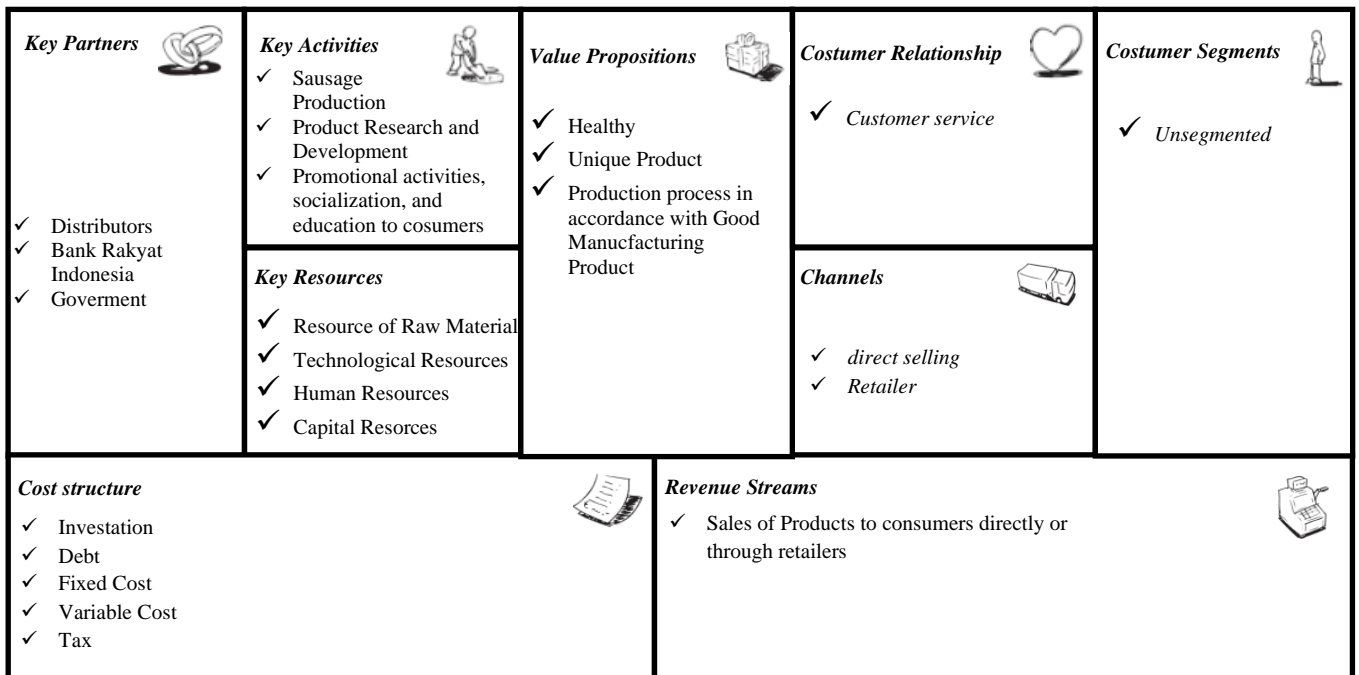 Key Partners
✓ Distributors
✓ Bank Rakyat
Indonesia
✓ Goverment
Key Activities
✓ Sausage
Production
✓ Product Research and
Development
✓ Promotional activities,
socialization, and
education to cosumers
Key Resources
✓ Resource of Raw Material
✓ Technological Resources
✓ Human Resources
✓ Capital Resorces
Value Propositions
✓ Healthy
✓ Unique Product
✓ Production process in
accordance with Good
Manucfacturing
Product
Costumer Relationship
✓ Customer service
Channels
✓ direct selling
✓ Retailer
Costumer Segments
✓ Unsegmented
Cost structure
✓ Investation
✓ Debt
✓ Fixed Cost
✓ Variable Cost
✓ Tax
Revenue Streams
✓ Sales of Products to consumers directly or
through retailers